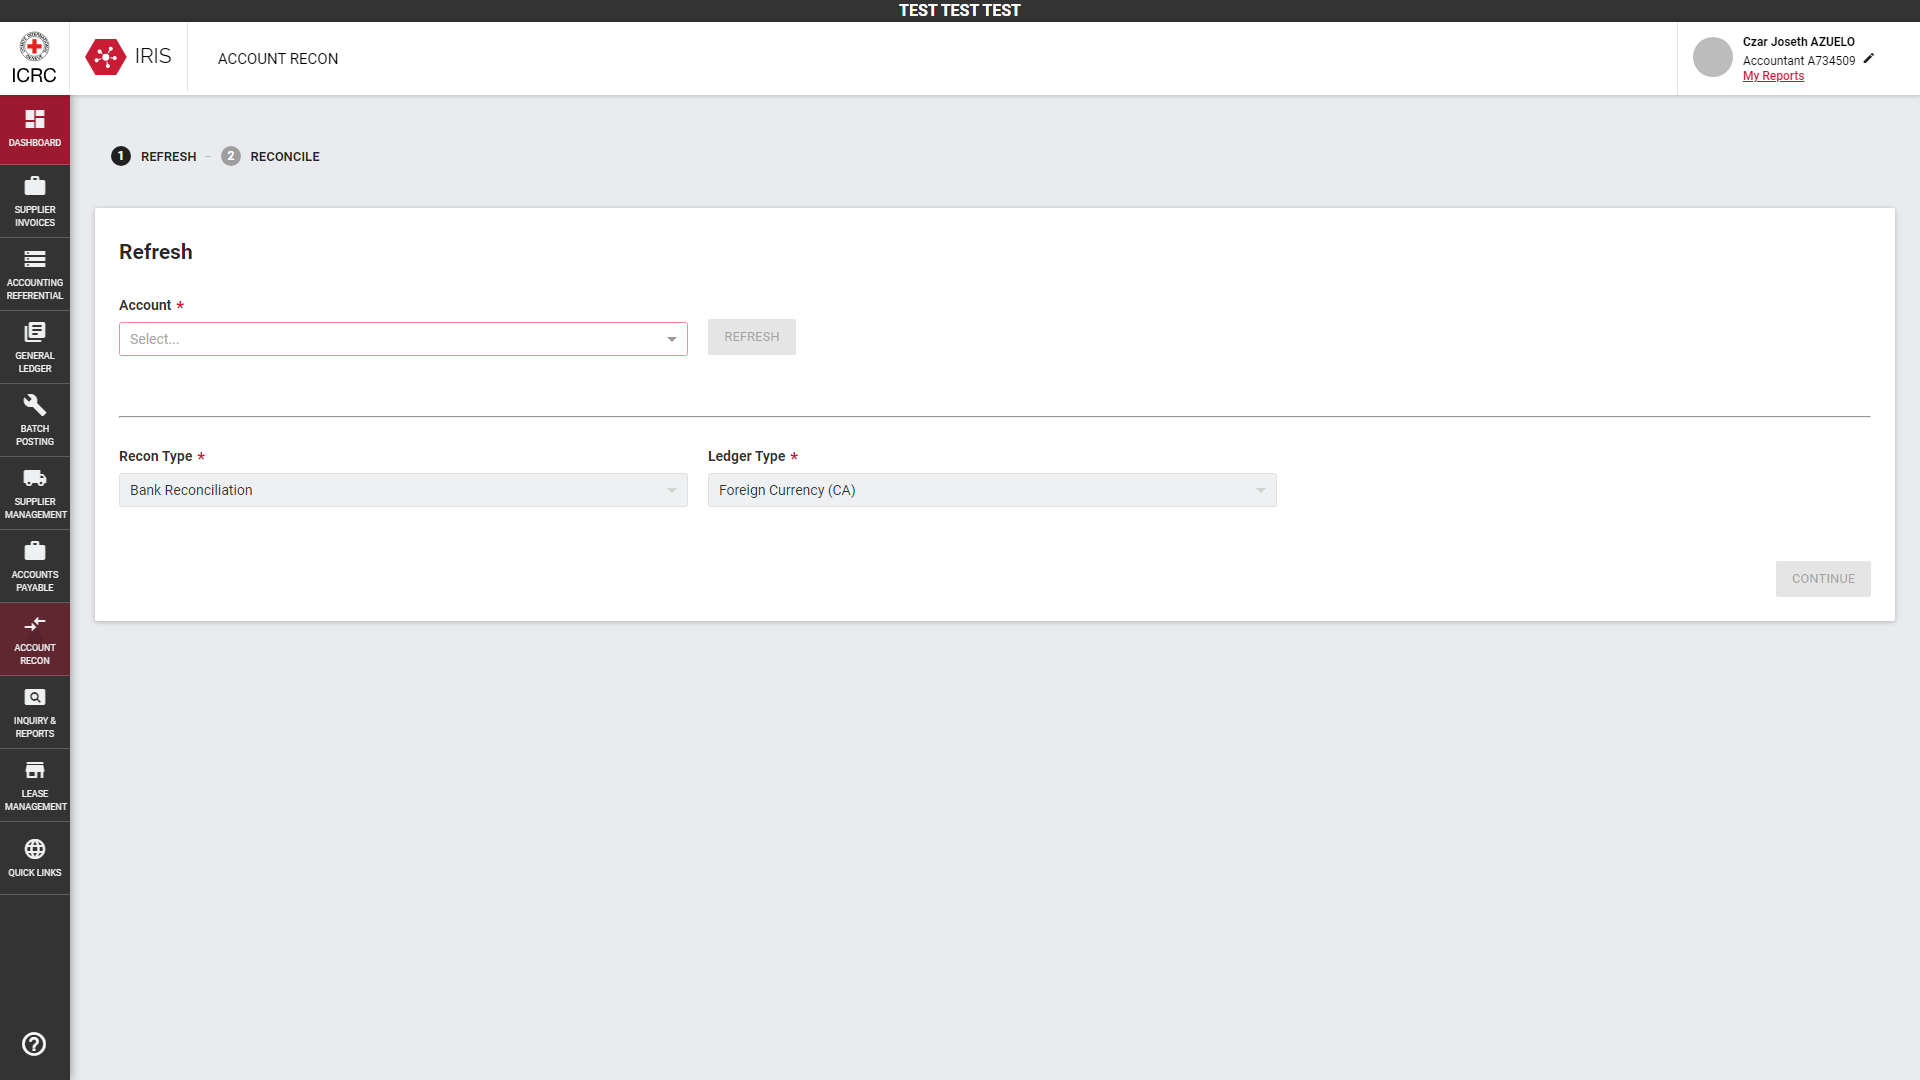 TEST TEST TEST
ICRC
IRIS
ACCOUNT RECON
Czar Joseth AZUELO
Accountant A734509
My Reports
DASHBOARD
SUPPLIER
INVOICES
ACCOUNTING
REFERENTIAL
GENERAL
LEDGER
BATCH
POSTING
SUPPLIER
MANAGEMENT
ACCOUNTS
PAYABLE
ACCOUNT
RECON
INQUIRY &
REPORTS
LEASE
MANAGEMENT
QUICK LINKS
1 REFRESH – 2 RECONCILE
Refresh
Account *
Select...
REFRESH
Recon Type *
Ledger Type *
Bank Reconciliation
Foreign Currency (CA)
CONTINUE